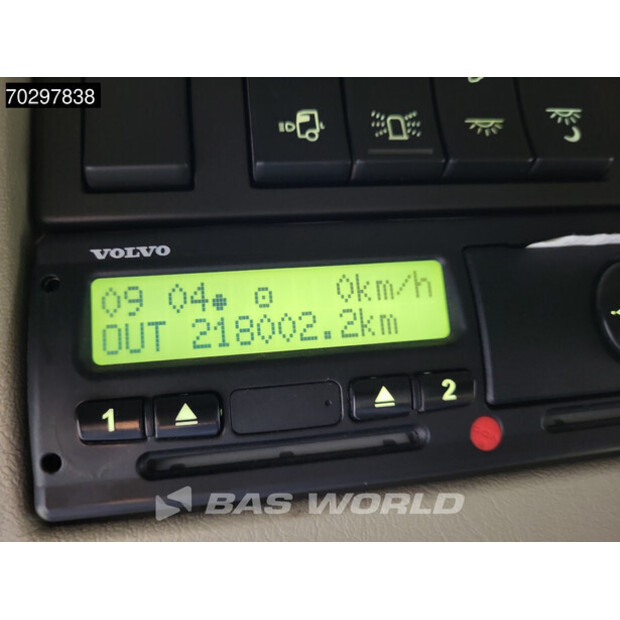 70297838
VOLVO
09 04 0km/h
OUT 218002.2km
1 2
BAS WORLD